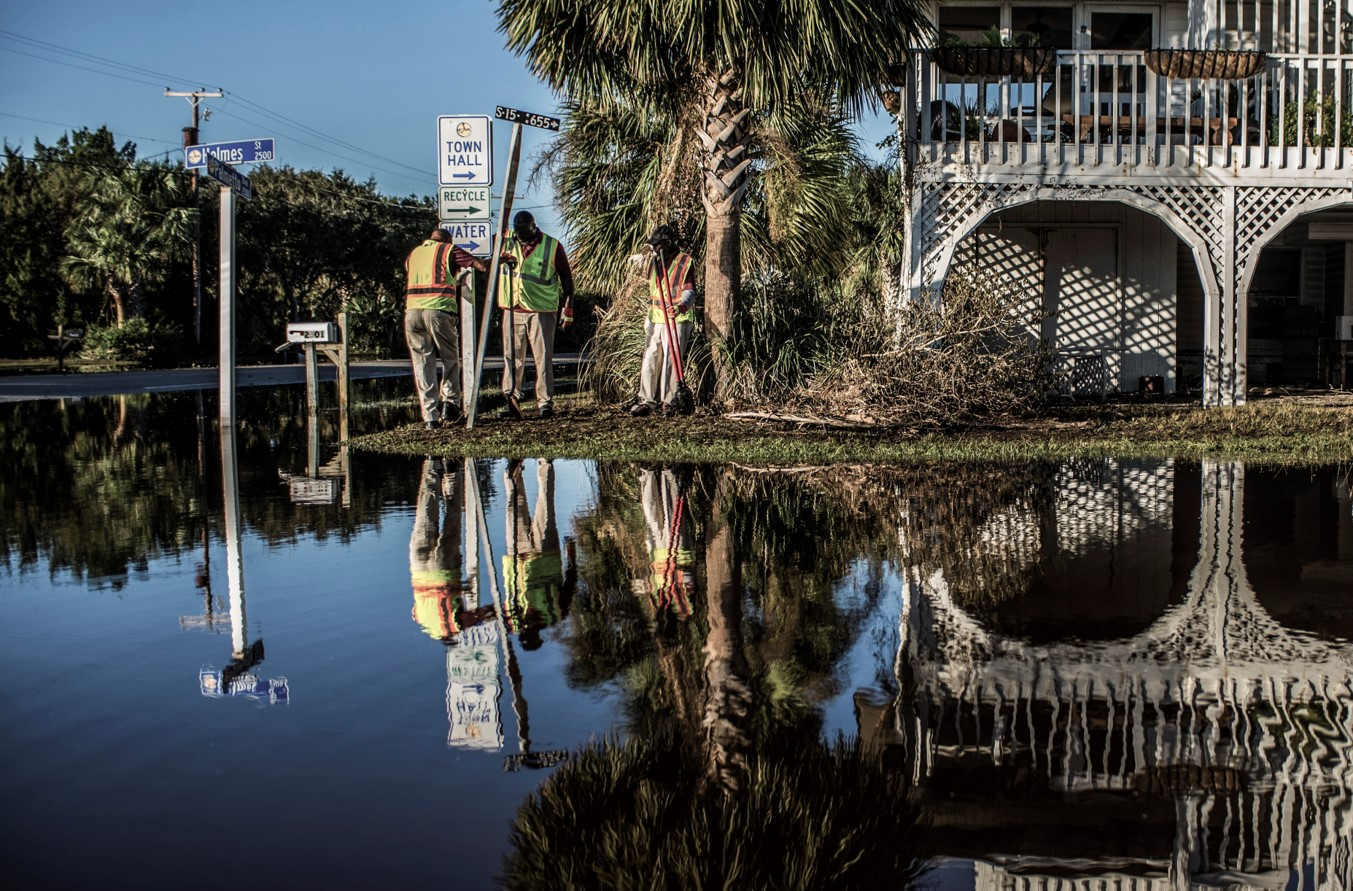 S-15- 655
TOWN
HALL
RECYCLE
WATER
Holmes St
2500